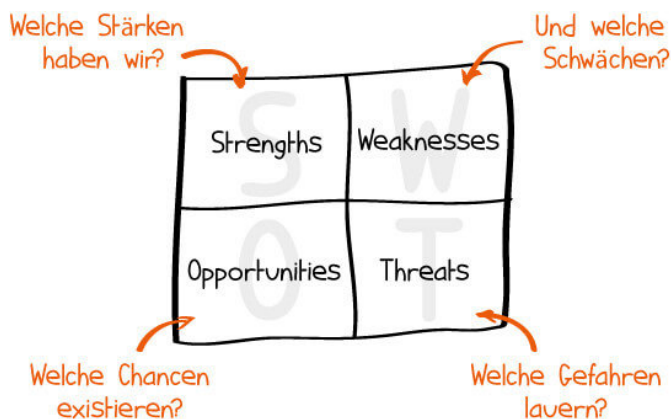 Welche Stärken
haben wir?
Und welche
Schwächen?
S
W
Strengths
Weaknesses
O
T
Opportunities
Threats
Welche Chancen
existieren?
Welche Gefahren
lauern?